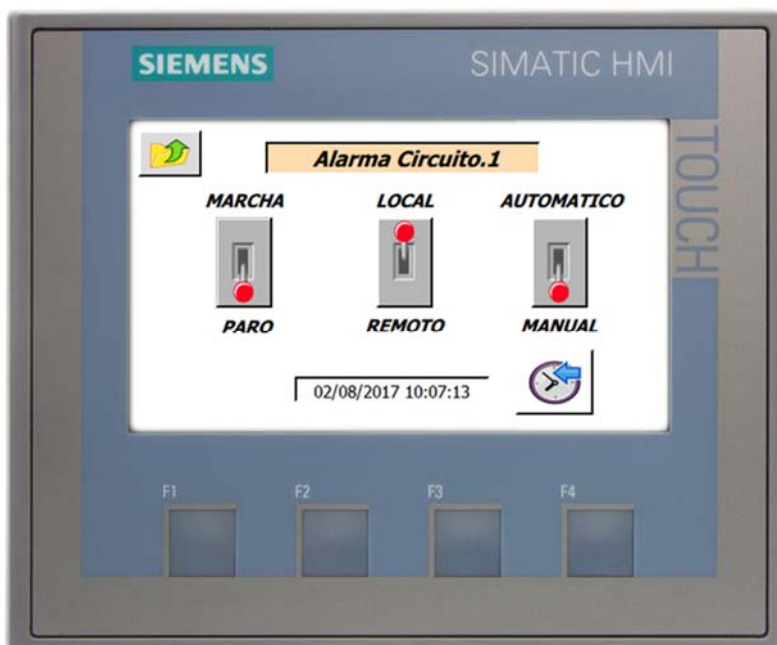 SIEMENS
SIMATIC HMI
TOUCH
Alarma Circuito.1
MARCHA LOCAL AUTOMATICO
PARO REMOTO MANUAL
02/08/2017 10:07:13
F1 F2 F3 F4